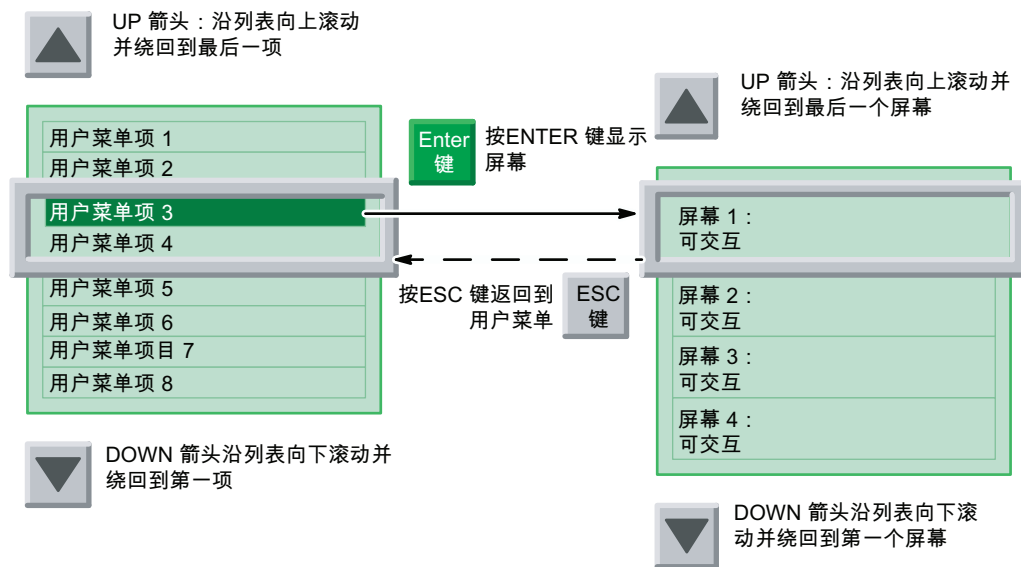 UP 箭头：沿列表向上滚动
并绕回到最后一项
用户菜单项 1
用户菜单项 2
用户菜单项 3
用户菜单项 4
用户菜单项 5
用户菜单项 6
用户菜单项目 7
用户菜单项 8
DOWN 箭头沿列表向下滚动并
绕回到第一项
Enter
键
按ENTER 键显示
屏幕
按ESC 键返回到
用户菜单
ESC
键
UP 箭头：沿列表向上滚动并
绕回到最后一个屏幕
屏幕 1：
可交互
屏幕 2：
可交互
屏幕 3：
可交互
屏幕 4：
可交互
DOWN 箭头沿列表向下滚
动并绕回到第一个屏幕